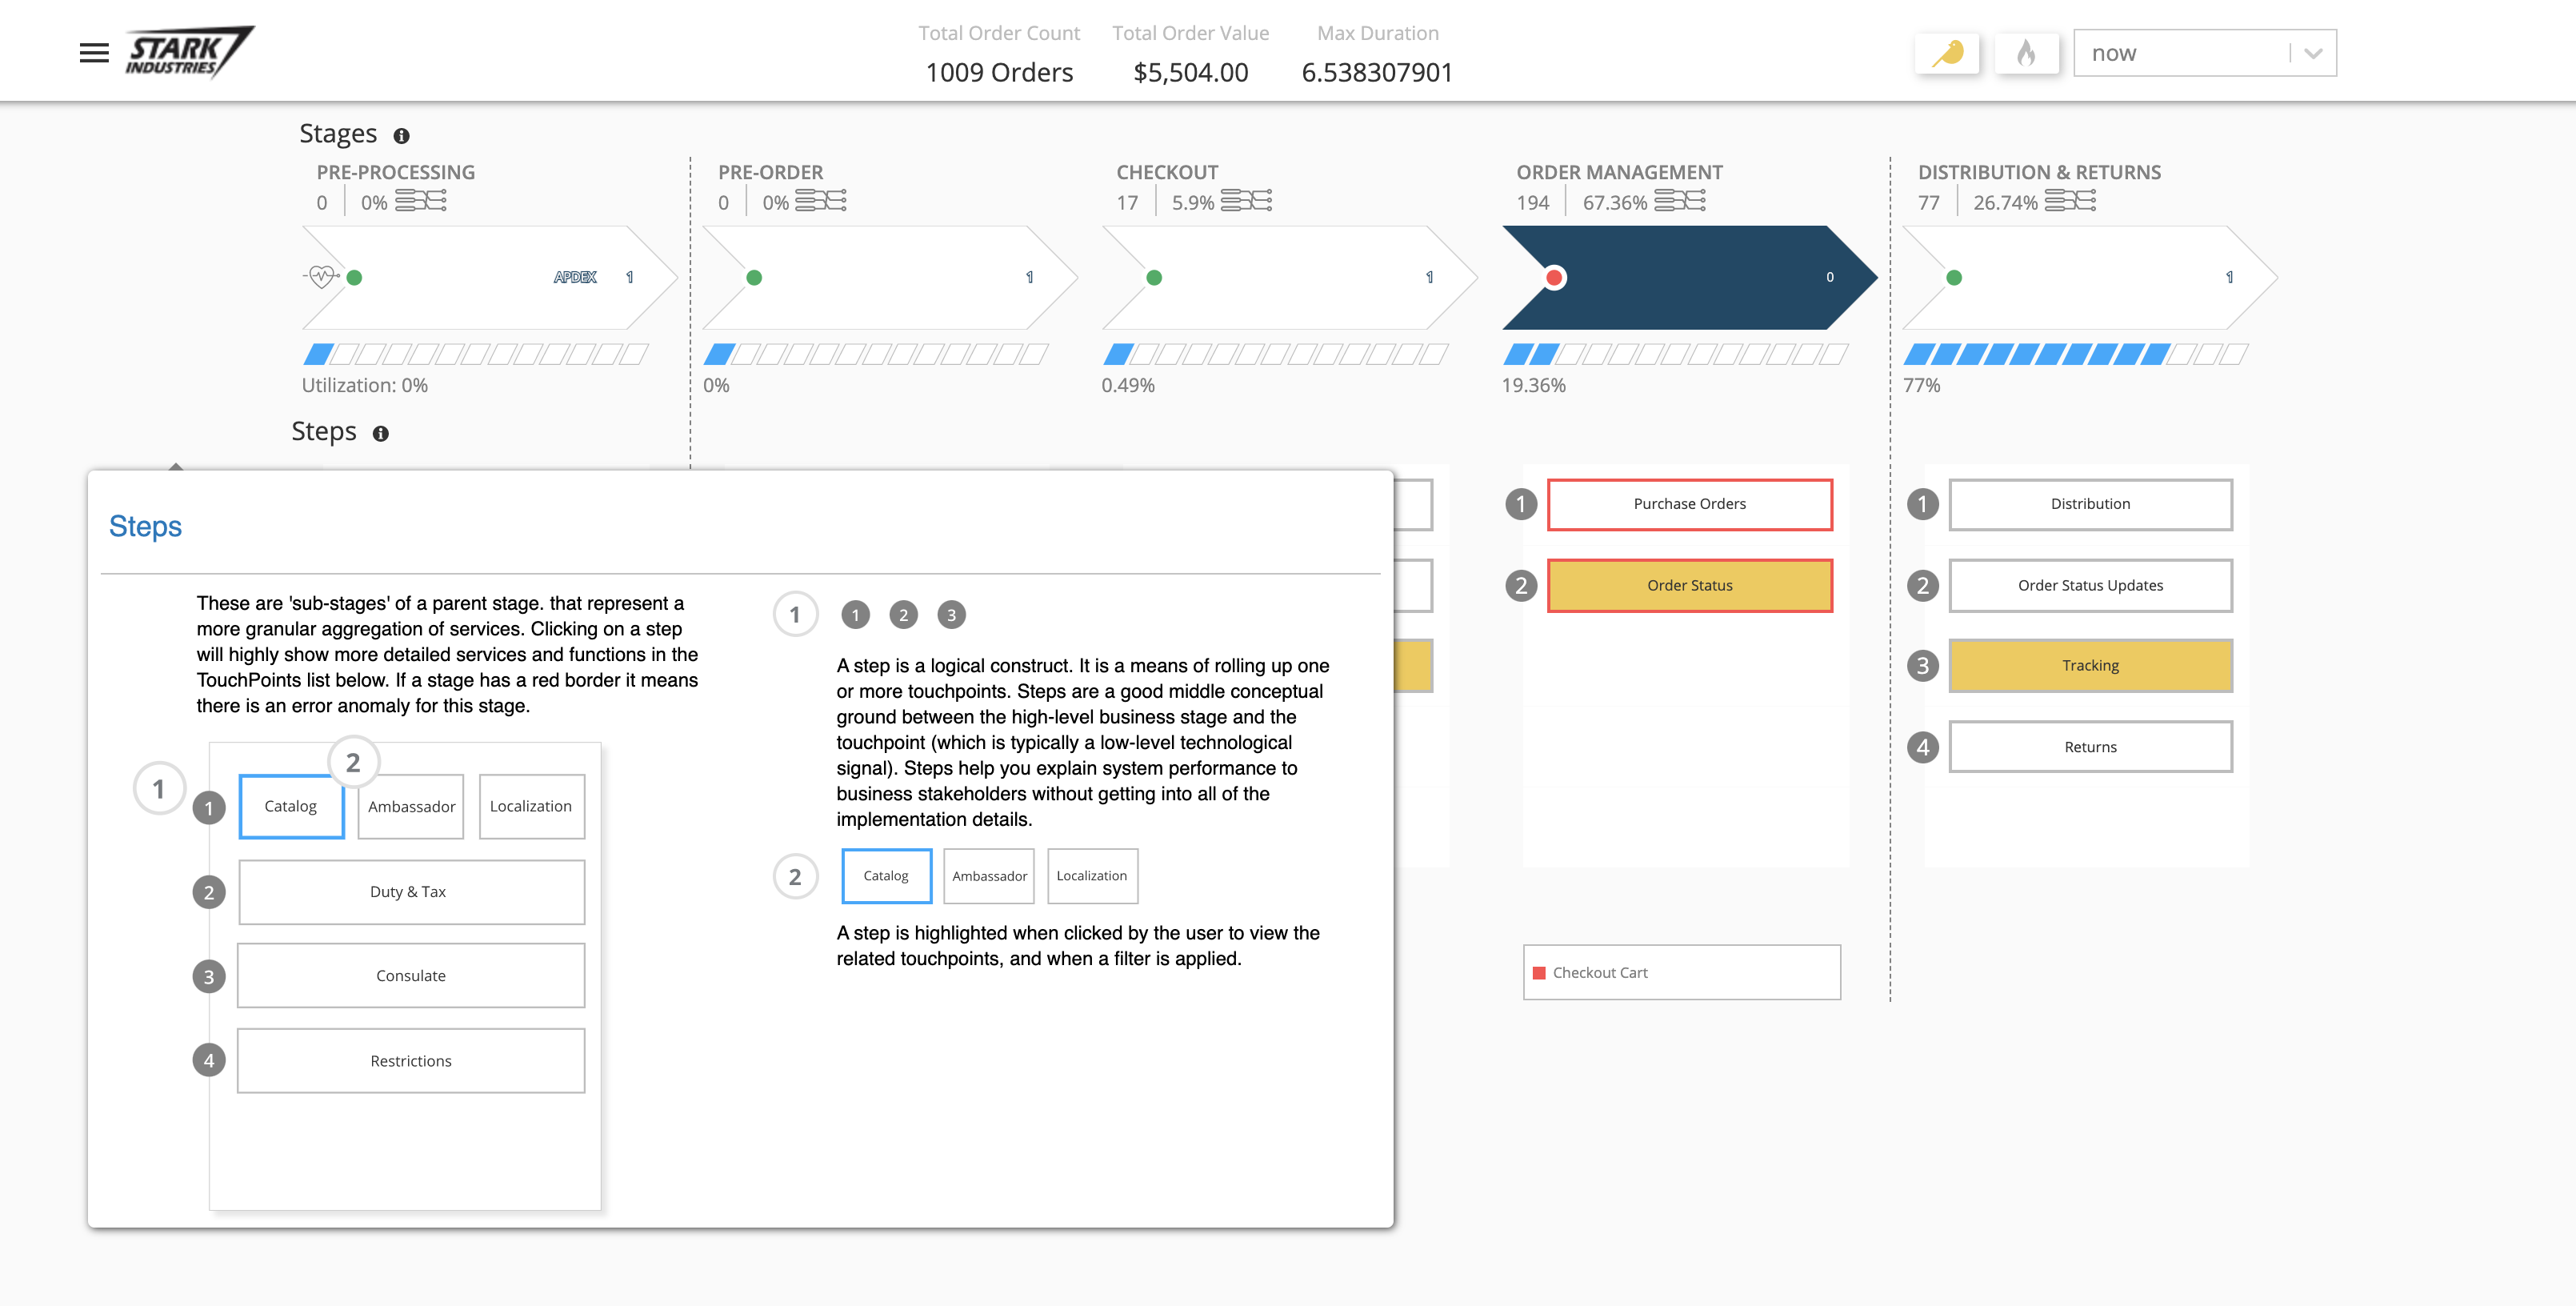 STARK
INDUSTRIES
Total Order Count
1009 Orders
Total Order Value
$5,504.00
Max Duration
6.538307901
now
Stages
PRE-PROCESSING
0 0%
APDEX 1
Utilization: 0%
PRE-ORDER
0 0%
1
0%
CHECKOUT
17 5.9%
1
0.49%
ORDER MANAGEMENT
194 67.36%
0
19.36%
DISTRIBUTION & RETURNS
77 26.74%
1
77%
Steps
1 Purchase Orders
2 Order Status
Checkout Cart
1 Distribution
2 Order Status Updates
3 Tracking
4 Returns
Steps
These are 'sub-stages' of a parent stage. that represent a
more granular aggregation of services. Clicking on a step
will highly show more detailed services and functions in the
TouchPoints list below. If a stage has a red border it means
there is an error anomaly for this stage.
1
2
1 Catalog Ambassador Localization
2 Duty & Tax
3 Consulate
4 Restrictions
1 1 2 3
A step is a logical construct. It is a means of rolling up one
or more touchpoints. Steps are a good middle conceptual
ground between the high-level business stage and the
touchpoint (which is typically a low-level technological
signal). Steps help you explain system performance to
business stakeholders without getting into all of the
implementation details.
2 Catalog Ambassador Localization
A step is highlighted when clicked by the user to view the
related touchpoints, and when a filter is applied.